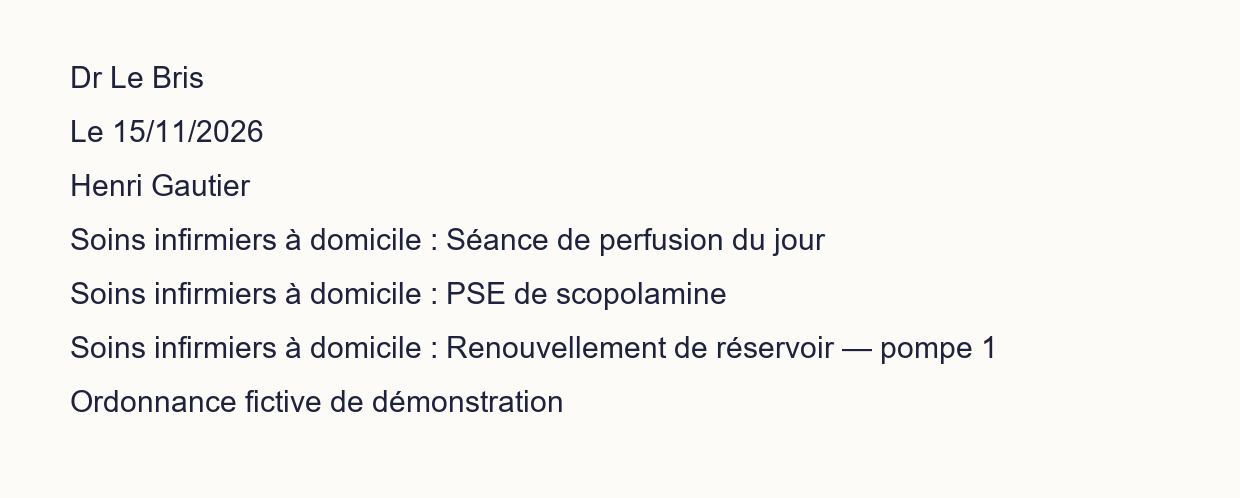 Dr Le Bris
Le 15/11/2026
Henri Gautier
Soins infirmiers à domicile : Séance de perfusion du jour
Soins infirmiers à domicile : PSE de scopolamine
Soins infirmiers à domicile : Renouvellement de réservoir — pompe 1
Ordonnance fictive de démonstration